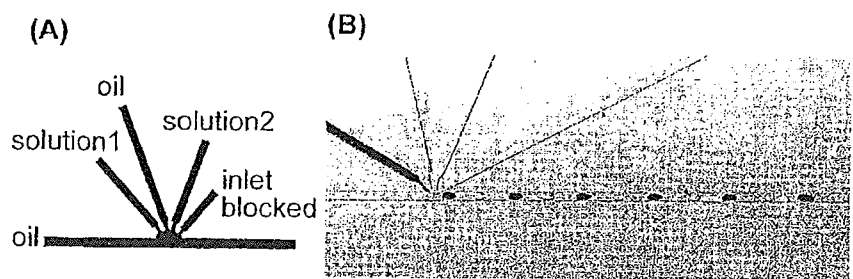 (A)
oil
solution1
solution2
inlet
blocked
oil
(B)